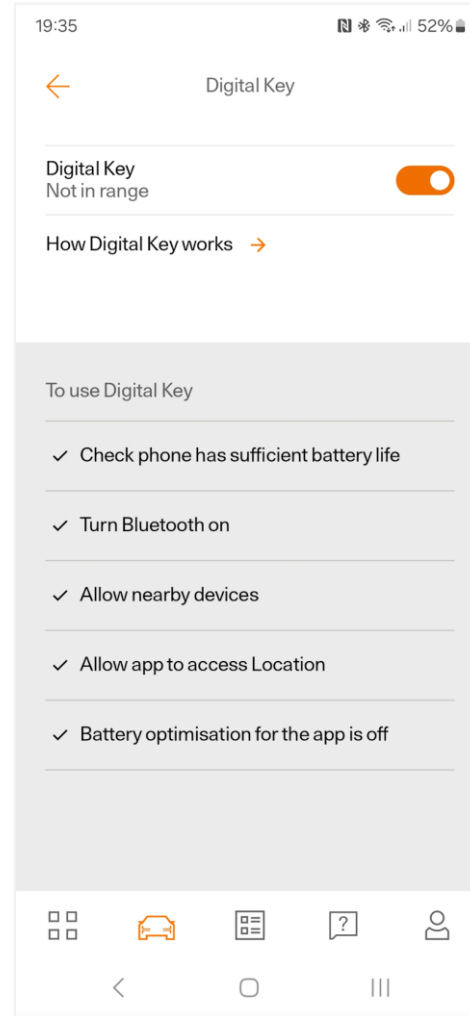 19:35 52%
Digital Key
Digital Key
Not in range
How Digital Key works
To use Digital Key
Check phone has sufficient battery life
Turn Bluetooth on
Allow nearby devices
Allow app to access Location
Battery optimisation for the app is off